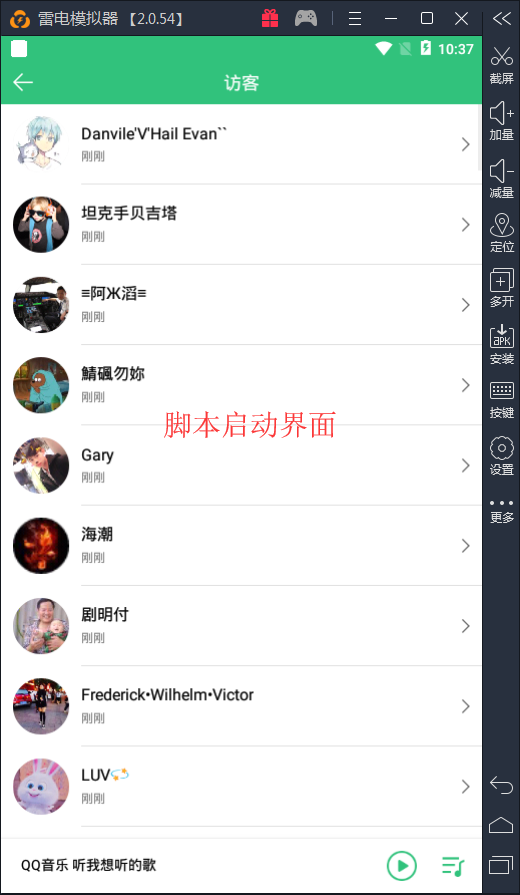 雷电模拟器 【2.0.54】
10:37
访客
截屏
加量
减量
定位
多开
APK
安装
按键
设置
更多
Danvile'V'Hail Evan``
刚刚
坦克手贝吉塔
刚刚
≡阿Ж滔≡
刚刚
鯖碸勿妳
刚刚
脚本启动界面
Gary
刚刚
海潮
刚刚
剧明付
刚刚
Frederick•Wilhelm•Victor
刚刚
LUV💫
刚刚
QQ音乐 听我想听的歌